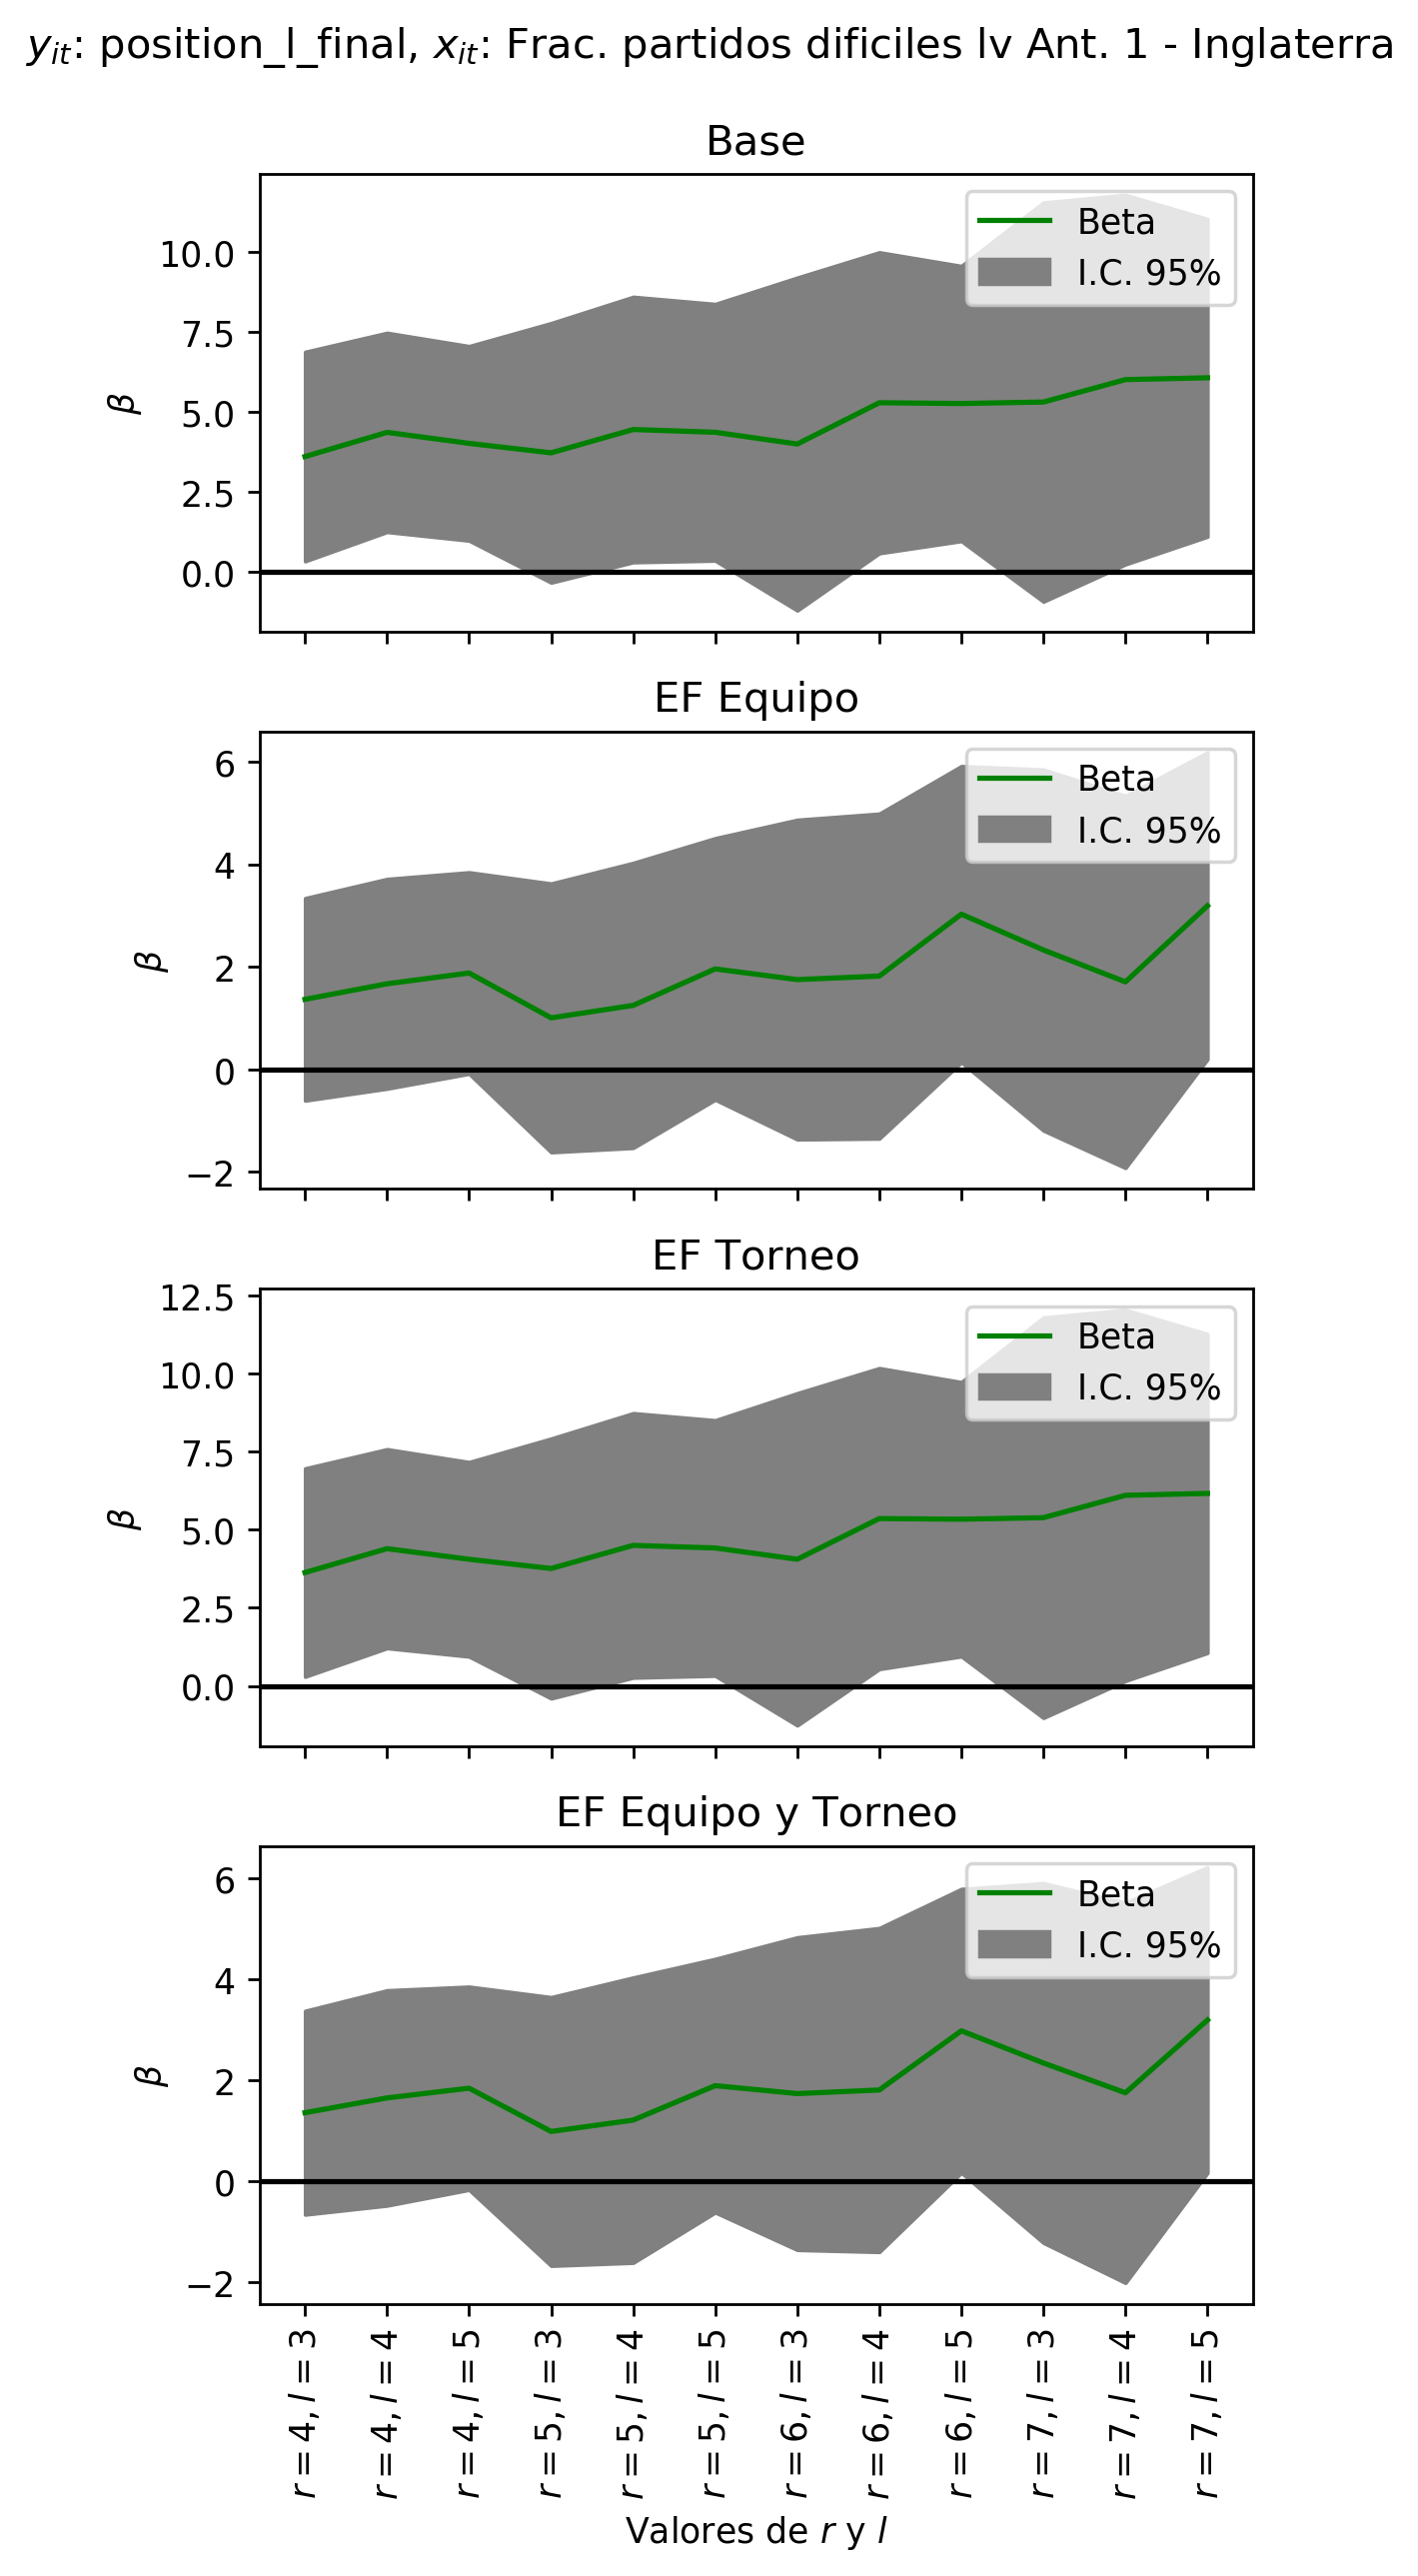 y_it: position_l_final, x_it: Frac. partidos dificiles lv Ant. 1 - Inglaterra
Base
10.0
7.5
5.0
2.5
0.0
β
Beta
I.C. 95%
EF Equipo
6
4
2
0
−2
β
Beta
I.C. 95%
EF Torneo
12.5
10.0
7.5
5.0
2.5
0.0
β
Beta
I.C. 95%
EF Equipo y Torneo
6
4
2
0
−2
β
Beta
I.C. 95%
r = 4, l = 3
r = 4, l = 4
r = 4, l = 5
r = 5, l = 3
r = 5, l = 4
r = 5, l = 5
r = 6, l = 3
r = 6, l = 4
r = 6, l = 5
r = 7, l = 3
r = 7, l = 4
r = 7, l = 5
Valores de r y l